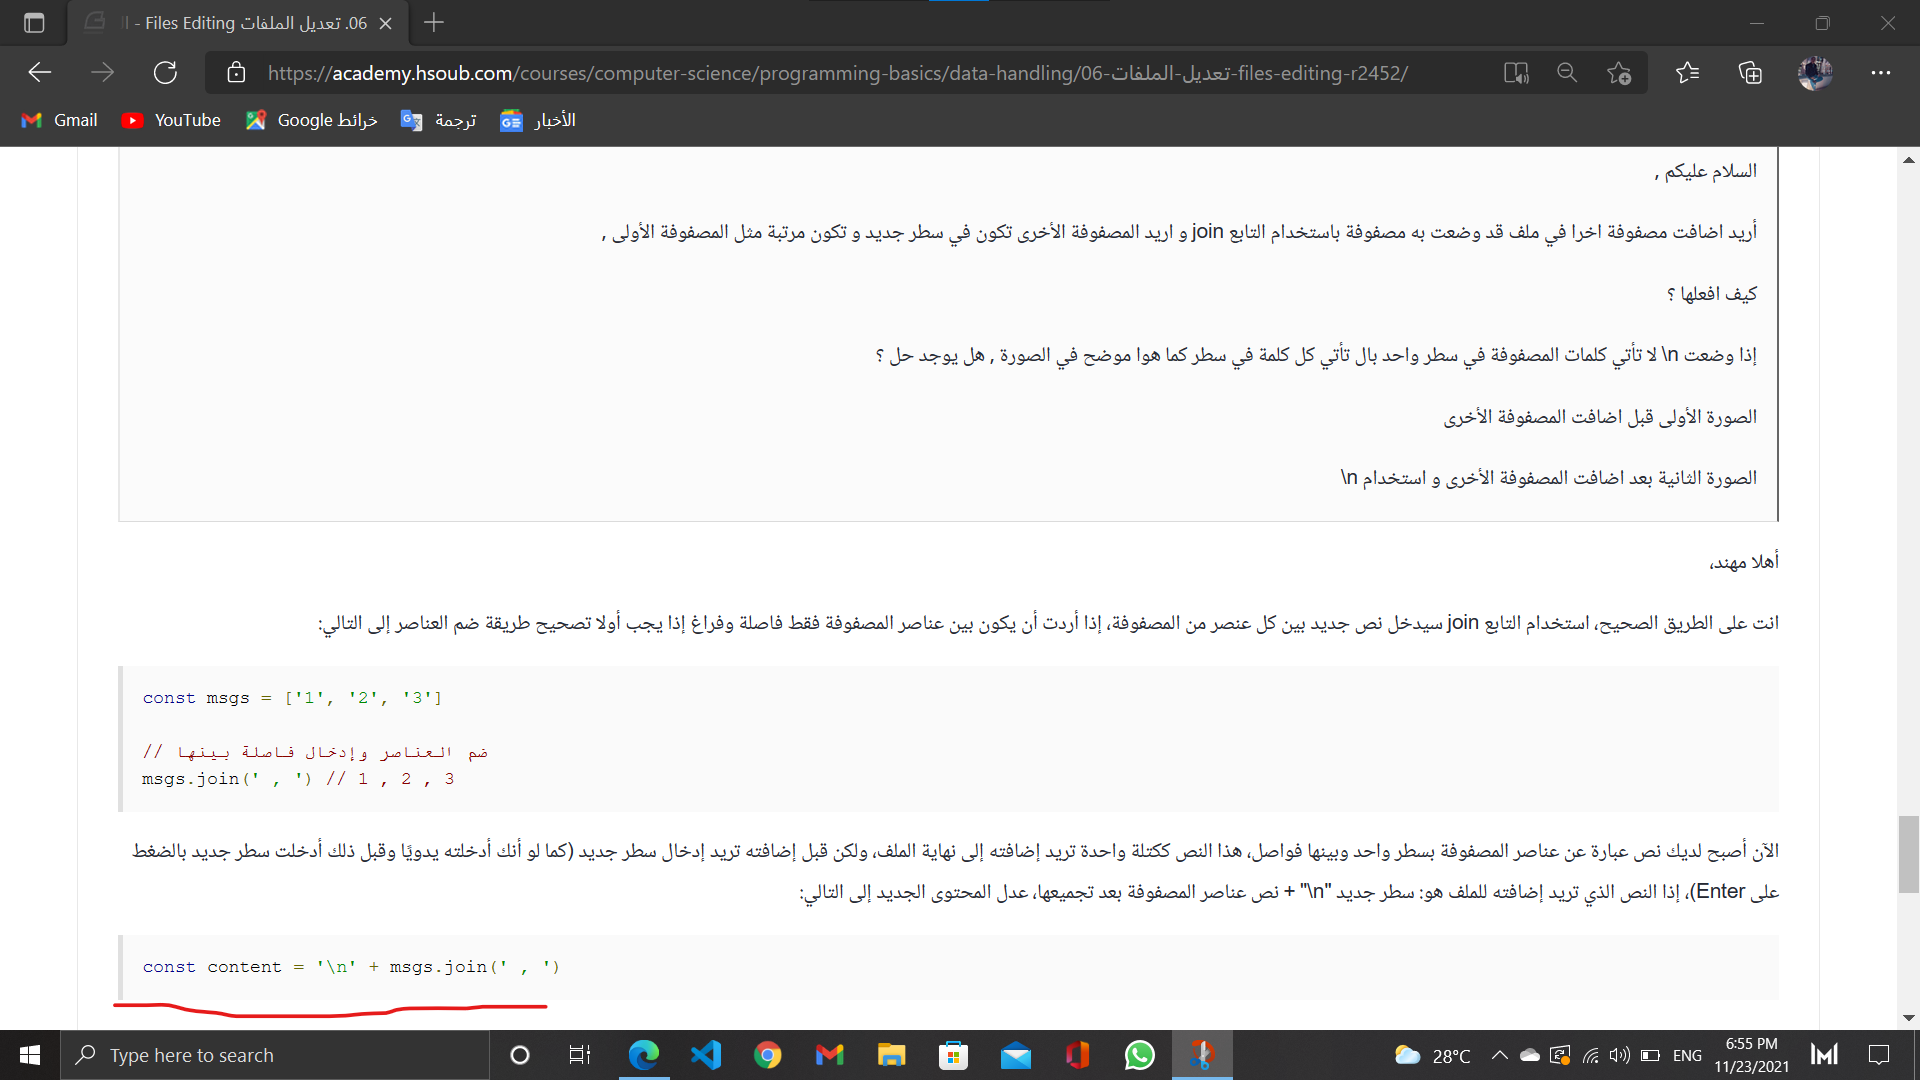 06. تعديل الملفات Files Editing - ال
https://academy.hsoub.com/courses/computer-science/programming-basics/data-handling/06-تعديل-الملفات-files-editing-r2452/
Gmail
YouTube
خرائط Google
ترجمة
الأخبار
السلام عليكم ,
أريد اضافت مصفوفة اخرا في ملف قد وضعت به مصفوفة باستخدام التابع join و اريد المصفوفة الأخرى تكون في سطر جديد و تكون مرتبة مثل المصفوفة الأولى ,
كيف افعلها ؟
إذا وضعت n\ لا تأتي كلمات المصفوفة في سطر واحد بال تأتي كل كلمة في سطر كما هوا موضح في الصورة , هل يوجد حل ؟
الصورة الأولى قبل اضافت المصفوفة الأخرى
الصورة الثانية بعد اضافت المصفوفة الأخرى و استخدام n\
أهلا مهند،
انت على الطريق الصحيح، استخدام التابع join سيدخل نص جديد بين كل عنصر من المصفوفة، إذا أردت أن يكون بين عناصر المصفوفة فقط فاصلة وفراغ إذا يجب أولا تصحيح طريقة ضم العناصر إلى التالي:
const msgs = ['1', '2', '3']
// ضم العناصر وإدخال فاصلة بينها
msgs.join(' , ') // 1 , 2 , 3
الآن أصبح لديك نص عبارة عن عناصر المصفوفة بسطر واحد وبينها فواصل، هذا النص ككتلة واحدة تريد إضافته إلى نهاية الملف، ولكن قبل إضافته تريد إدخال سطر جديد (كما لو أنك أدخلته يدويًا وقبل ذلك أدخلت سطر جديد بالضغط
على Enter)، إذا النص الذي تريد إضافته للملف هو: سطر جديد "n\" + نص عناصر المصفوفة بعد تجميعها، عدل المحتوى الجديد إلى التالي:
const content = '\n' + msgs.join(' , ')
Type here to search
28°C
ENG
6:55 PM
11/23/2021